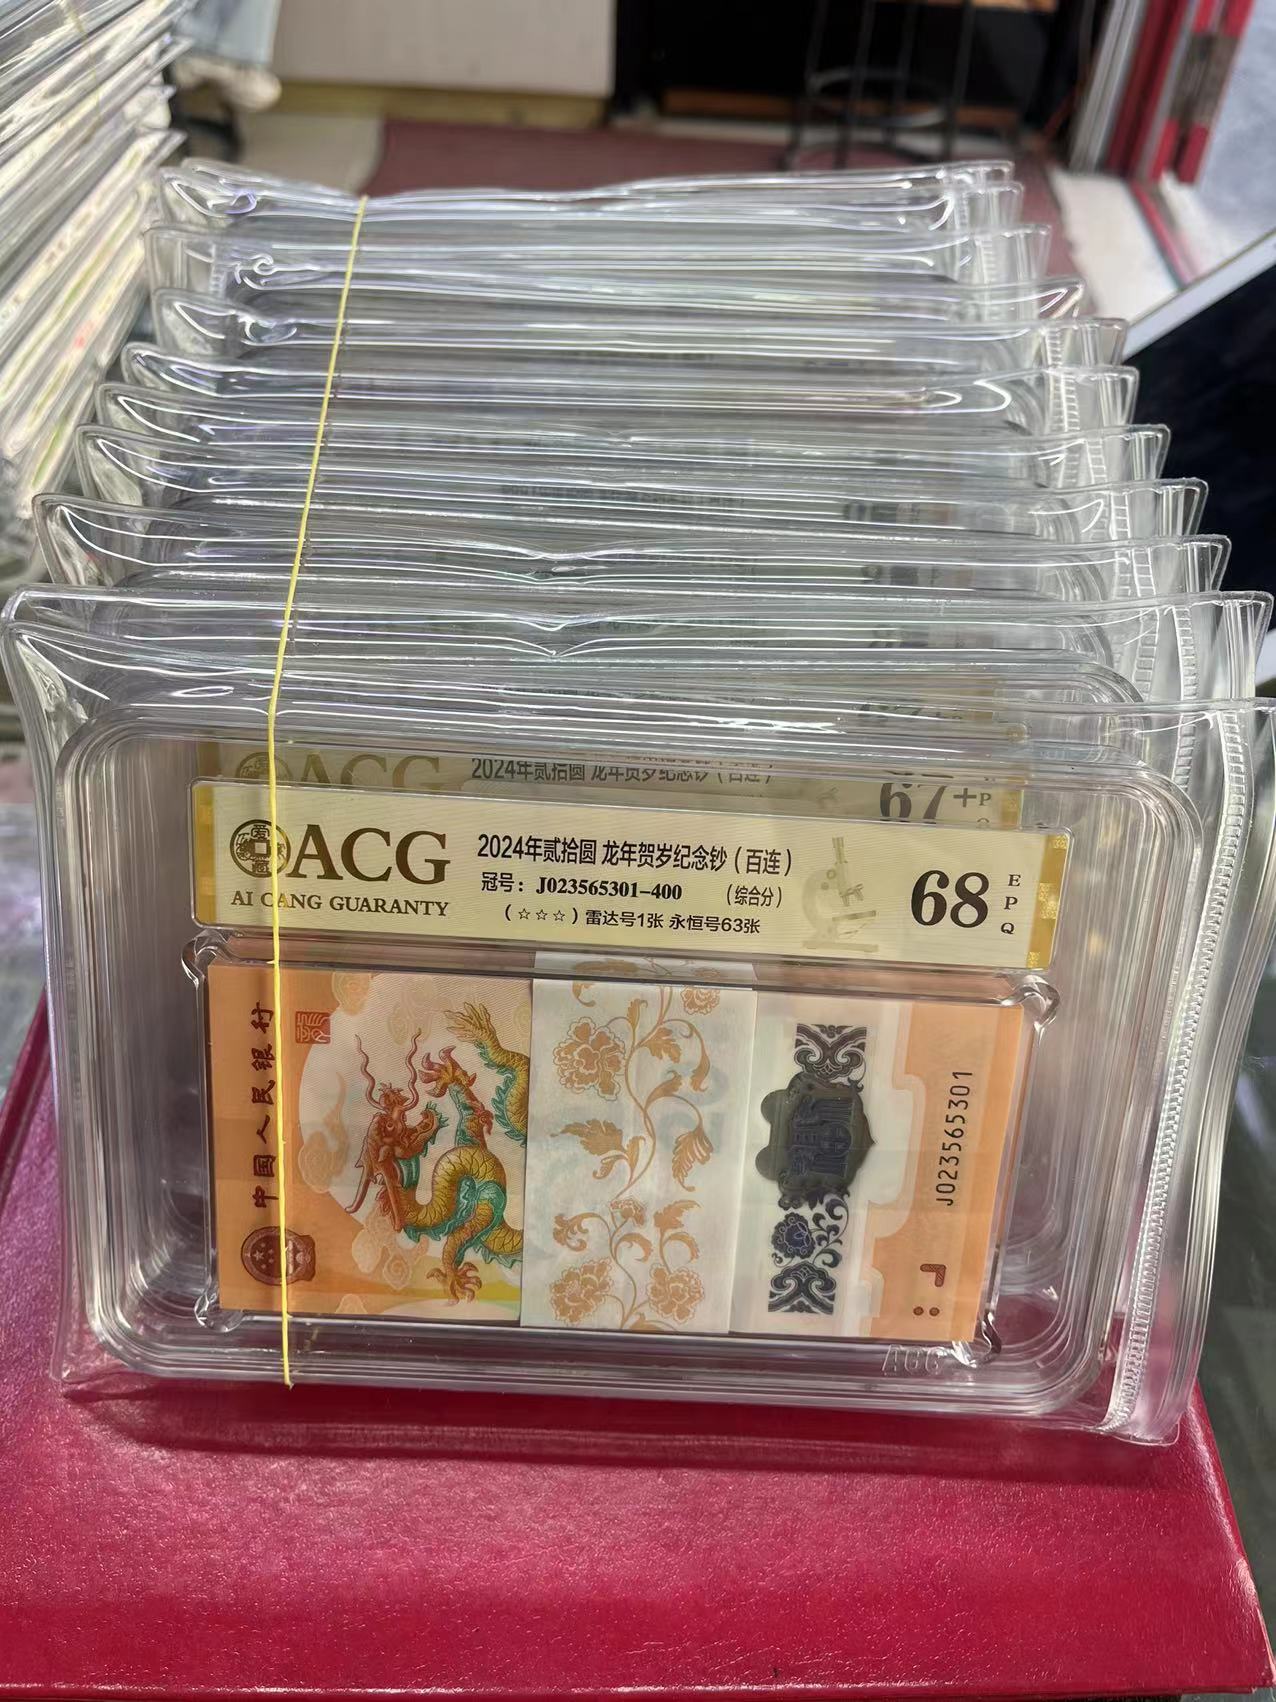 ACG
2024年贰拾圆 龙年贺岁纪念钞(百连)
67+
P
ACG
AI CANG GUARANTY
2024年贰拾圆 龙年贺岁纪念钞(百连)
冠号: J023565301-400 (综合分)
(☆☆☆) 雷达号1张 永恒号63张
68
E
P
Q
中国人民银行
J023565301
ACG